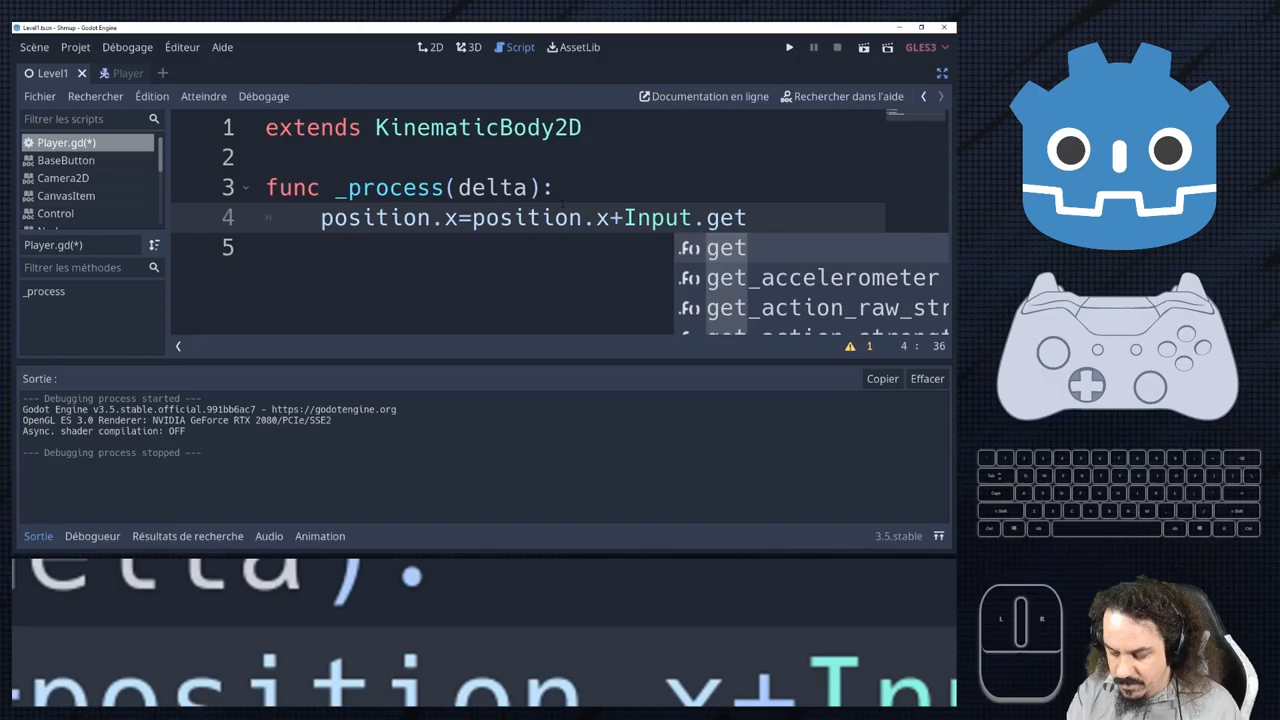 Level1.tscn - Shmup - Godot Engine
Scène Projet Débogage Éditeur Aide 2D 3D Script AssetLib GLES3
Level1 Player
Fichier Rechercher Édition Atteindre Débogage Documentation en ligne Rechercher dans l'aide
Filtrer les scripts
Player.gd(*)
BaseButton
Camera2D
CanvasItem
Control
Player.gd(*)
Filtrer les méthodes
_process
1 extends KinematicBody2D
2
3 func _process(delta):
4 position.x=position.x+Input.get
5
get
get_accelerometer
get_action_raw_str
get_action_strengt
1 4 : 36
Sortie : Copier Effacer
--- Debugging process started ---
Godot Engine v3.5.stable.official.991bb6ac7 - https://godotengine.org
OpenGL ES 3.0 Renderer: NVIDIA GeForce RTX 2080/PCIe/SSE2
Async. shader compilation: OFF
--- Debugging process stopped ---
Sortie Débogueur Résultats de recherche Audio Animation 3.5.stable
delta):
position.x+Inp
L R